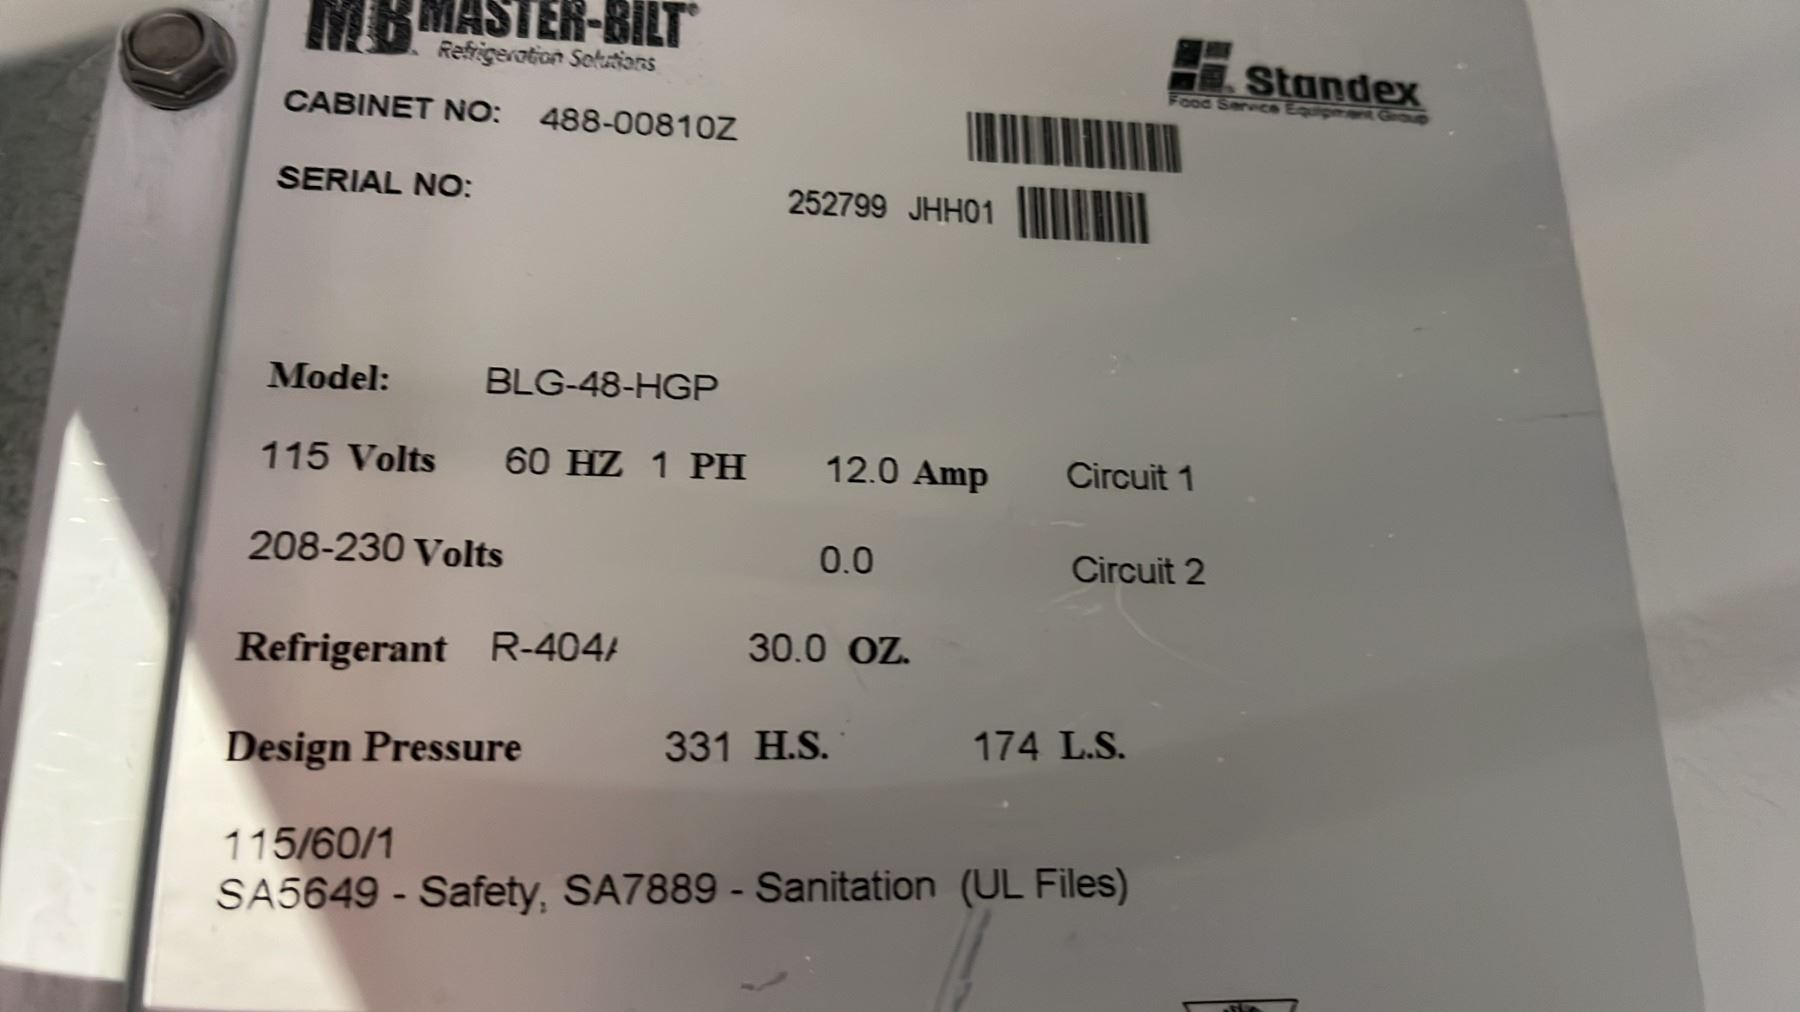 MB MASTER-BILT®
Refrigeration Solutions
Standex
Food Service Equipment Group
CABINET NO: 488-00810Z
SERIAL NO: 252799 JHH01
Model: BLG-48-HGP
115 Volts 60 HZ 1 PH 12.0 Amp Circuit 1
208-230 Volts 0.0 Circuit 2
Refrigerant R-404A 30.0 OZ.
Design Pressure 331 H.S. 174 L.S.
115/60/1
SA5649 - Safety, SA7889 - Sanitation (UL Files)